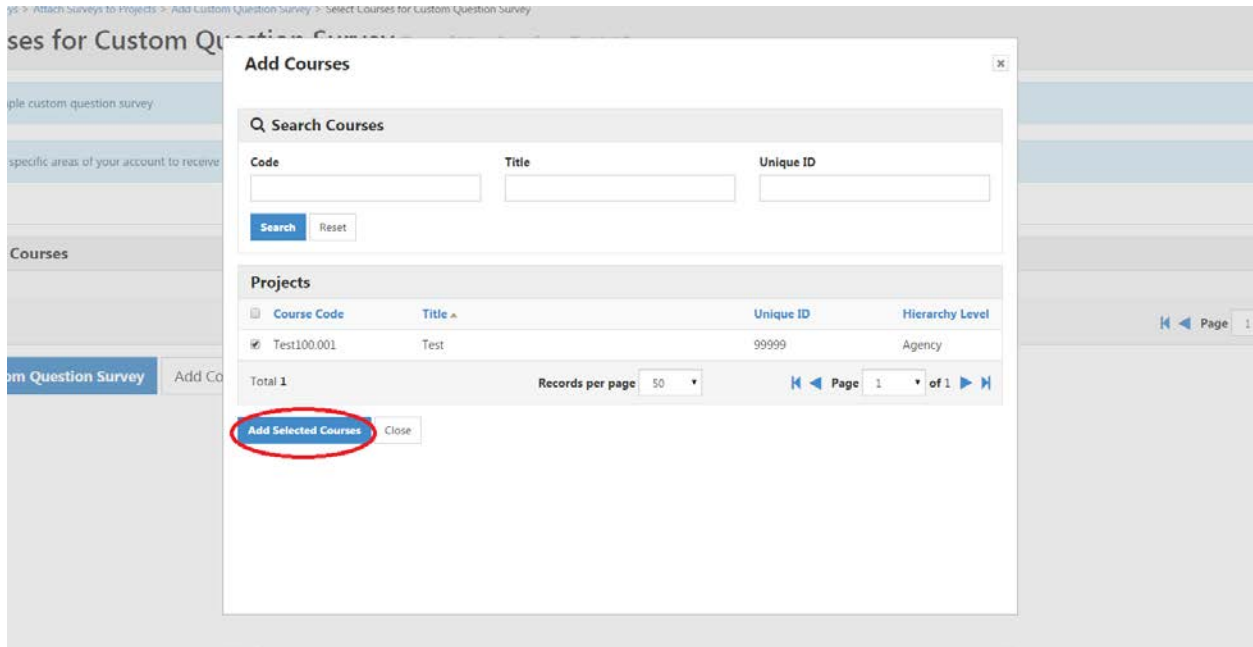 ys > Attach Surveys to Projects > Add Custom Question Survey > Select Courses for Custom Question Survey
ses for Custom Question Survey
Add Courses
ple custom question survey
Search Courses
specific areas of your account to receive
Code Title Unique ID
Search Reset
Courses
Projects
Course Code Title Unique ID Hierarchy Level
Page 1
Test100.001 Test 99999 Agency
om Question Survey Add Co
Total 1 Records per page 50 Page 1 of 1
Add Selected Courses Close